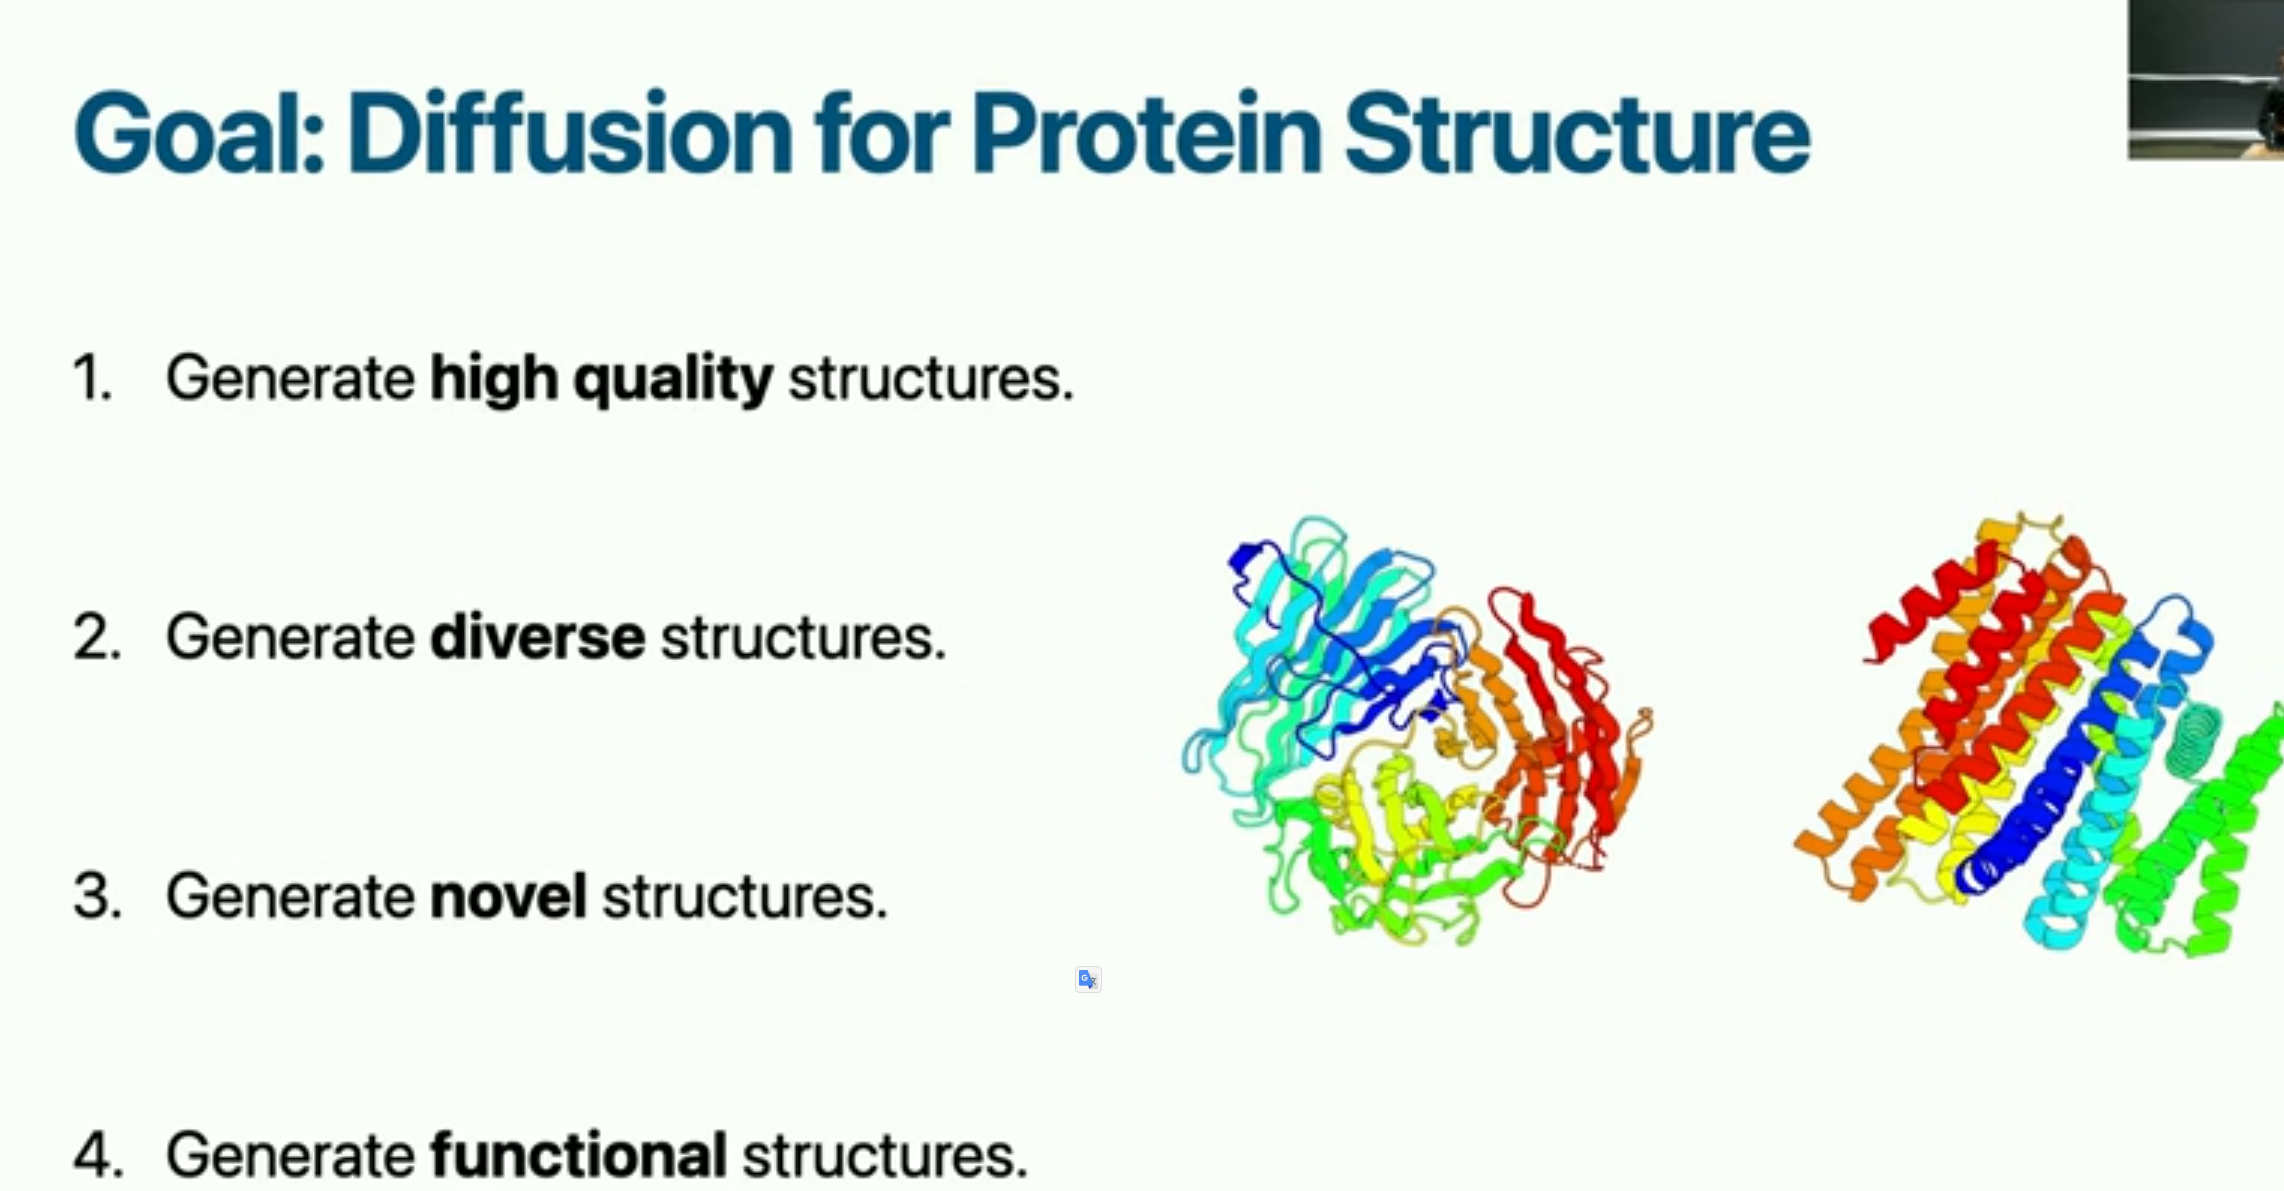 Goal: Diffusion for Protein Structure
1. Generate high quality structures.
2. Generate diverse structures.
3. Generate novel structures.
4. Generate functional structures.